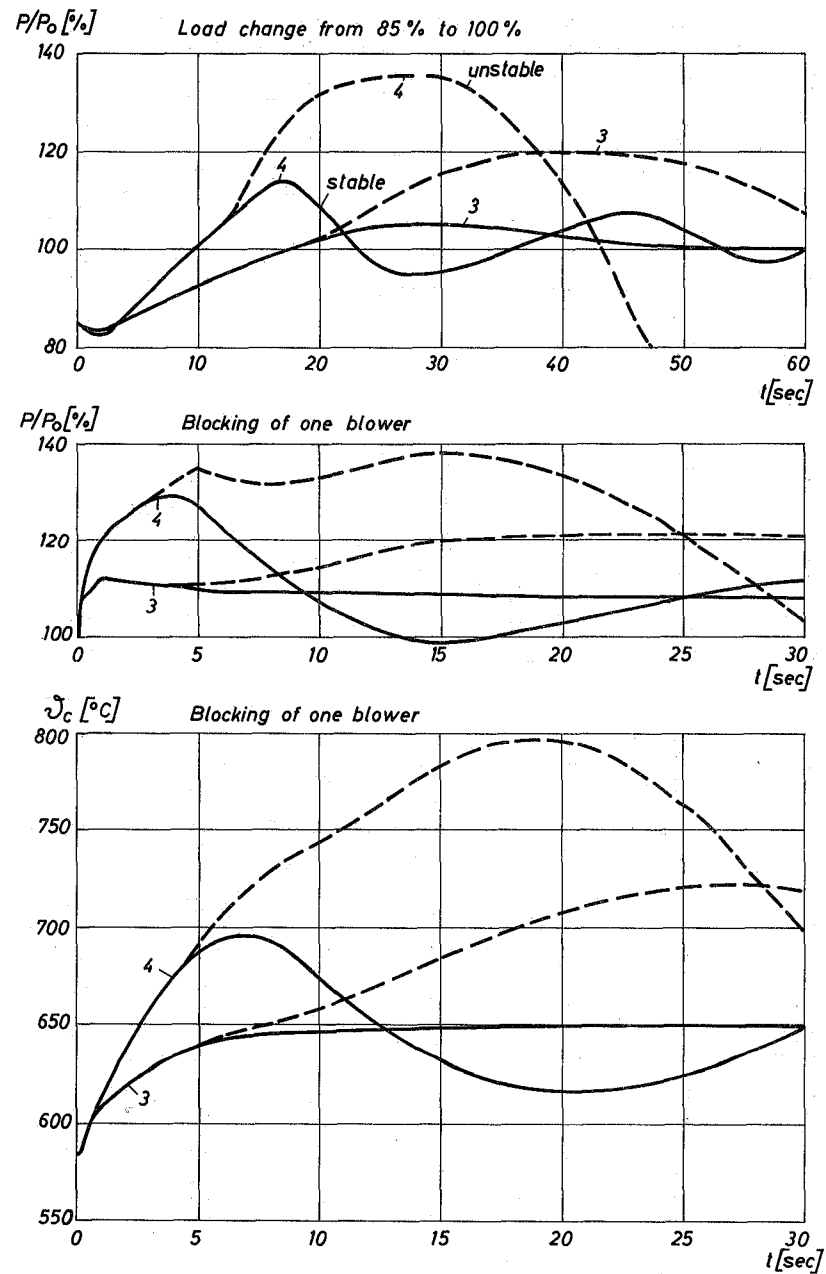 P/P₀[%] Load change from 85% to 100%
140
unstable
4
3
120
4
stable
3
100
80
0 10 20 30 40 50 60
t[sec]
P/P₀[%] Blocking of one blower
140
4
120
3
100
0 5 10 15 20 25 30
t[sec]
ϑc [°C] Blocking of one blower
800
750
700
4
650
3
600
550
0 5 10 15 20 25 30
t[sec]